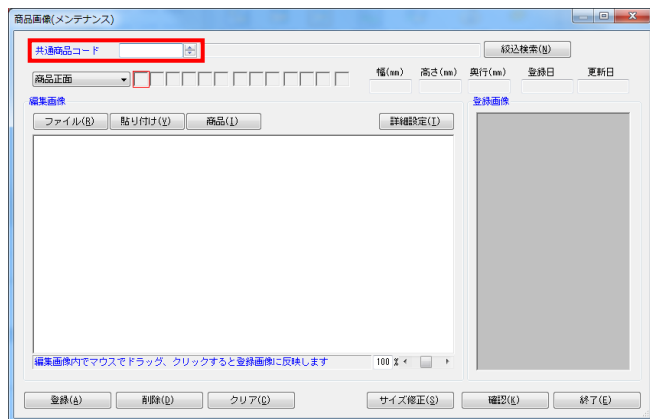 商品画像(メンテナンス)
共通商品コード 絞込検索(N)
商品正面 幅(mm) 高さ(mm) 奥行(mm) 登録日 更新日
編集画像 登録画像
ファイル(R) 貼り付け(V) 商品(I) 詳細設定(T)
編集画像内でマウスでドラッグ、クリックすると登録画像に反映します 100 %
登録(A) 削除(D) クリア(C) サイズ修正(S) 確認(K) 終了(E)